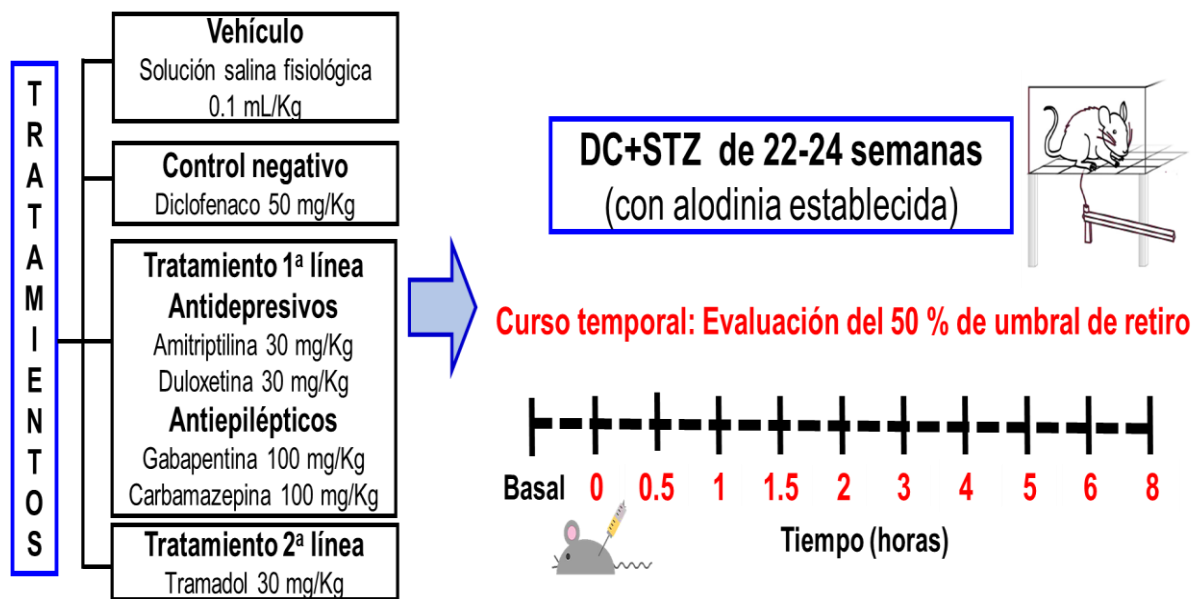 TRATAMIENTOS
Vehículo
Solución salina fisiológica
0.1 mL/Kg
Control negativo
Diclofenaco 50 mg/Kg
Tratamiento 1ª línea
Antidepresivos
Amitriptilina 30 mg/Kg
Duloxetina 30 mg/Kg
Antiepilépticos
Gabapentina 100 mg/Kg
Carbamazepina 100 mg/Kg
Tratamiento 2ª línea
Tramadol 30 mg/Kg
DC+STZ de 22-24 semanas
(con alodinia establecida)
Curso temporal: Evaluación del 50 % de umbral de retiro
Basal 0 0.5 1 1.5 2 3 4 5 6 8
Tiempo (horas)